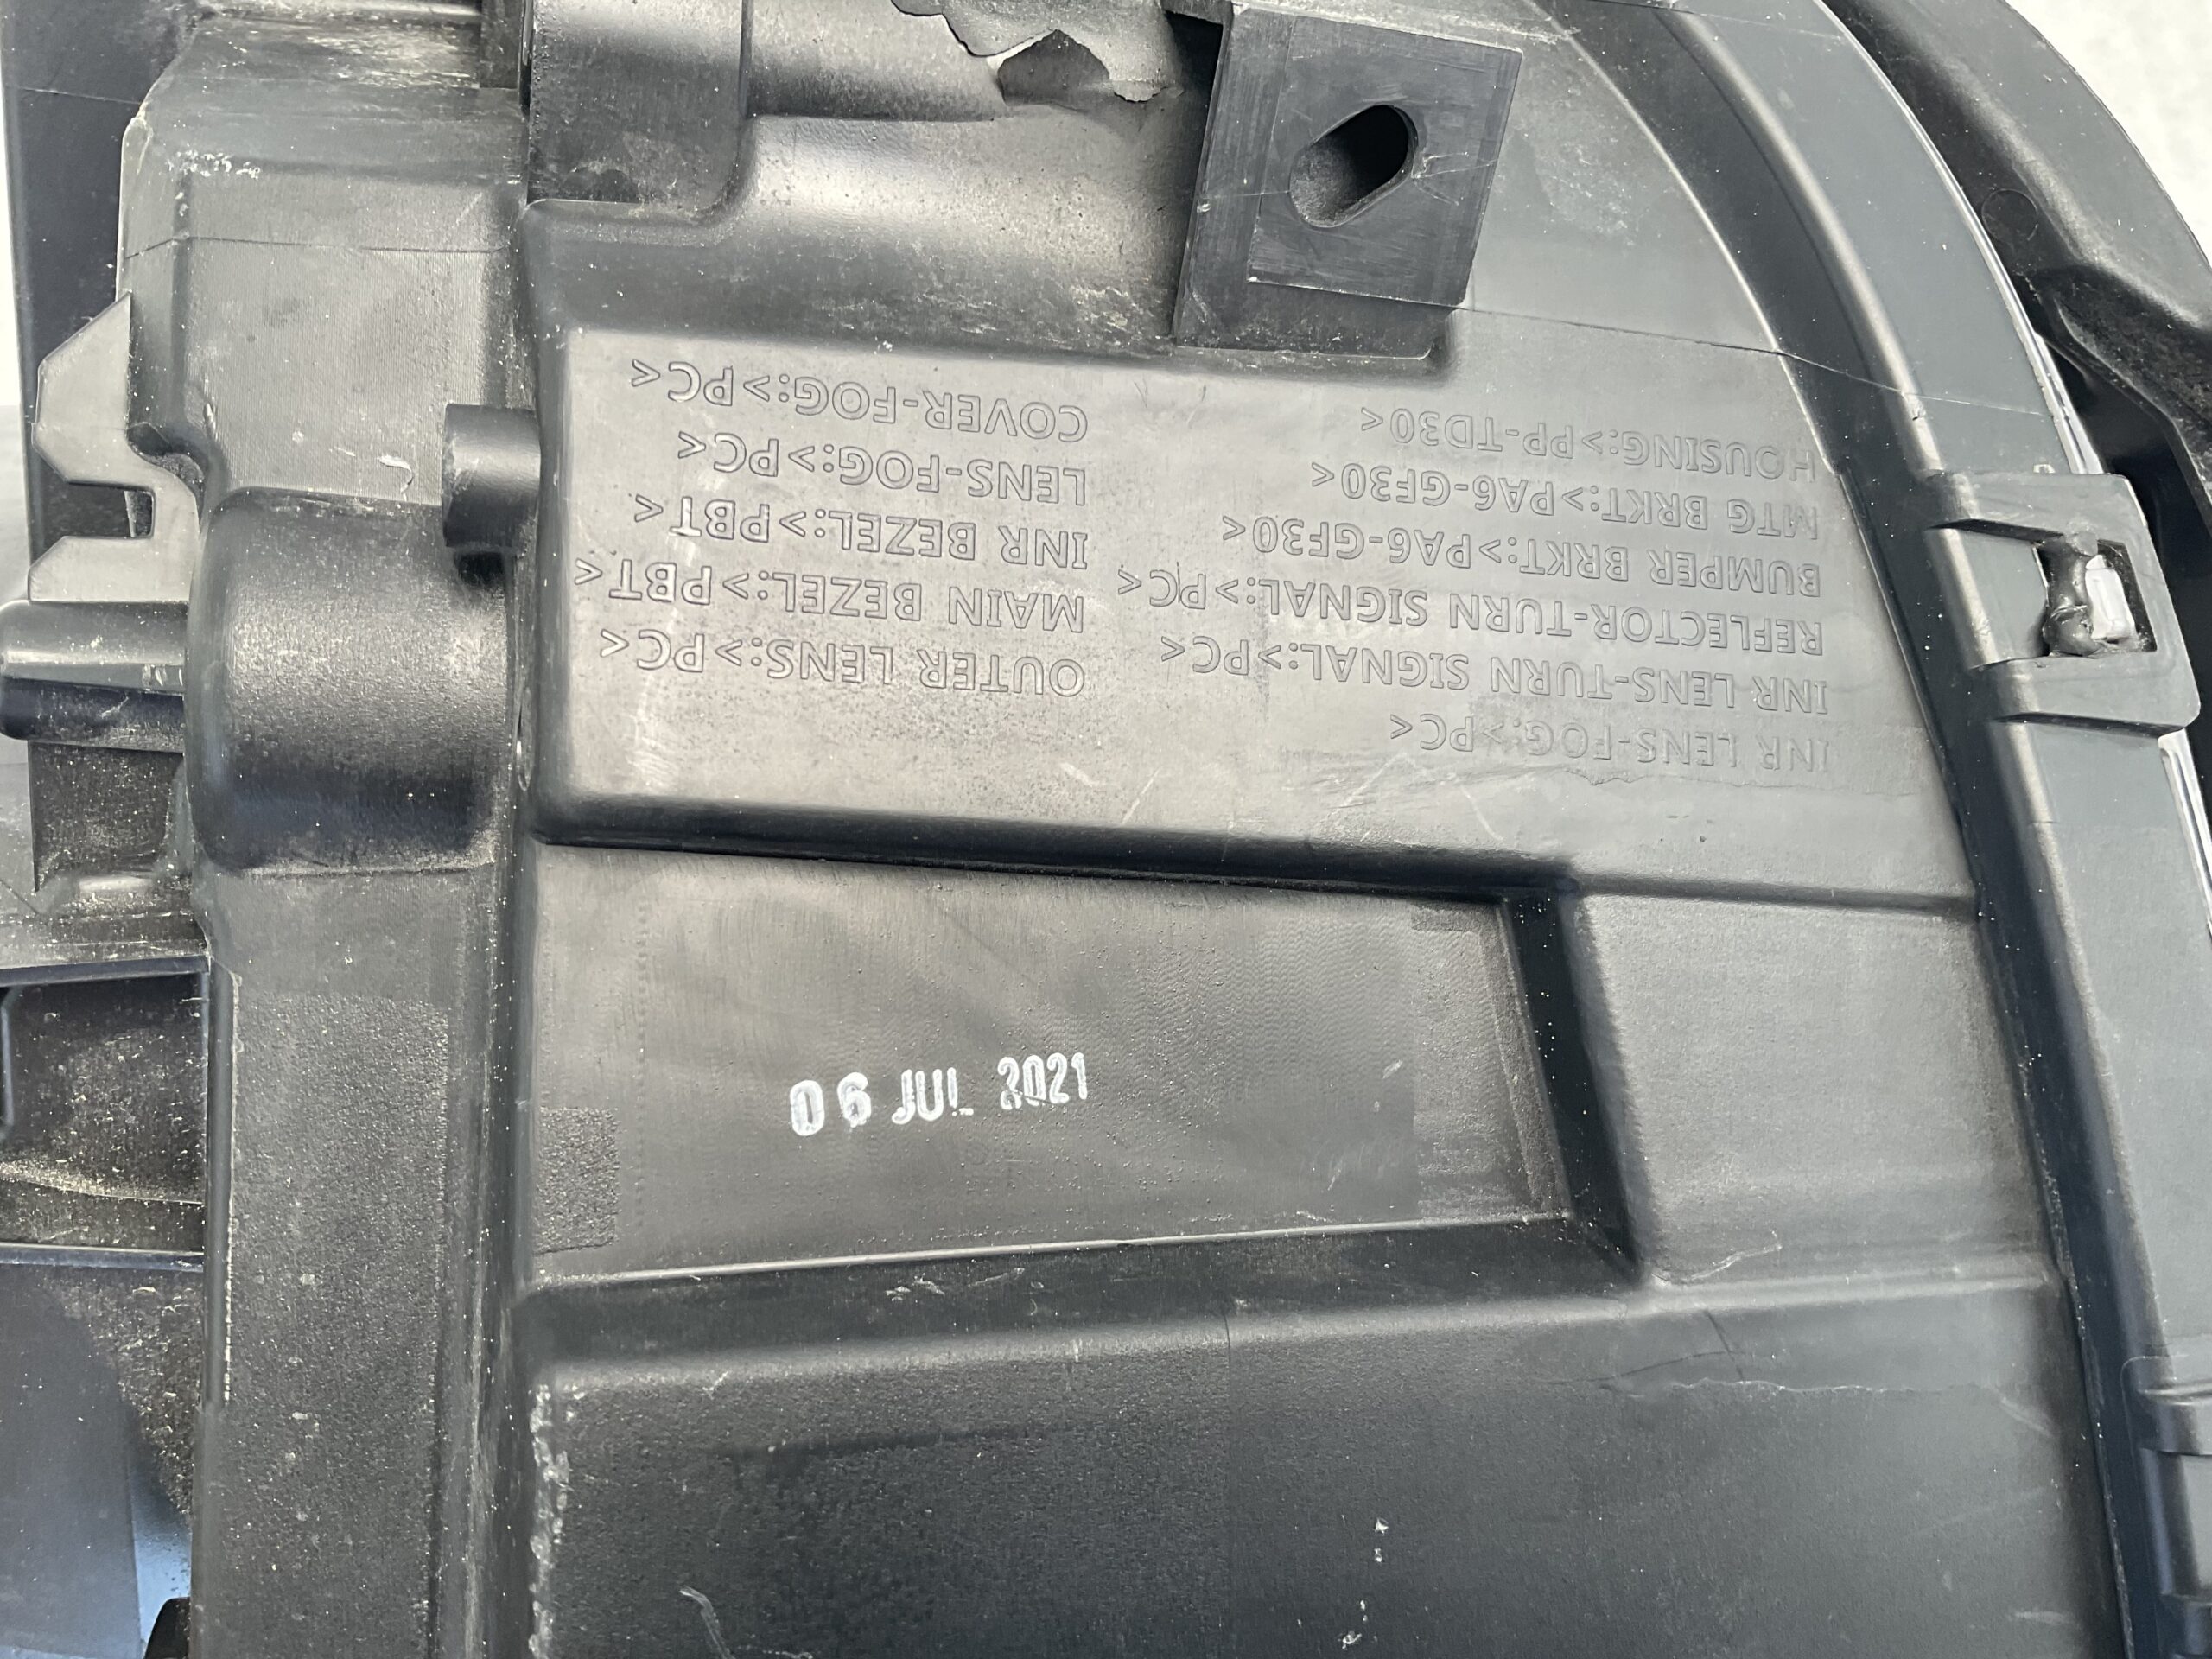 INR LENS-FOG:>PC<
INR LENS-TURN SIGNAL:>PC<
REFLECTOR-TURN SIGNAL:>PC<
BUMPER BRKT:>PA6-GF30<
MTG BRKT:>PA6-GF30<
HOUSING:>PP-TD30<
OUTER LENS:>PC<
MAIN BEZEL:>PBT<
INR BEZEL:>PBT<
LENS-FOG:>PC<
COVER-FOG:>PC<
06 JUL 2021